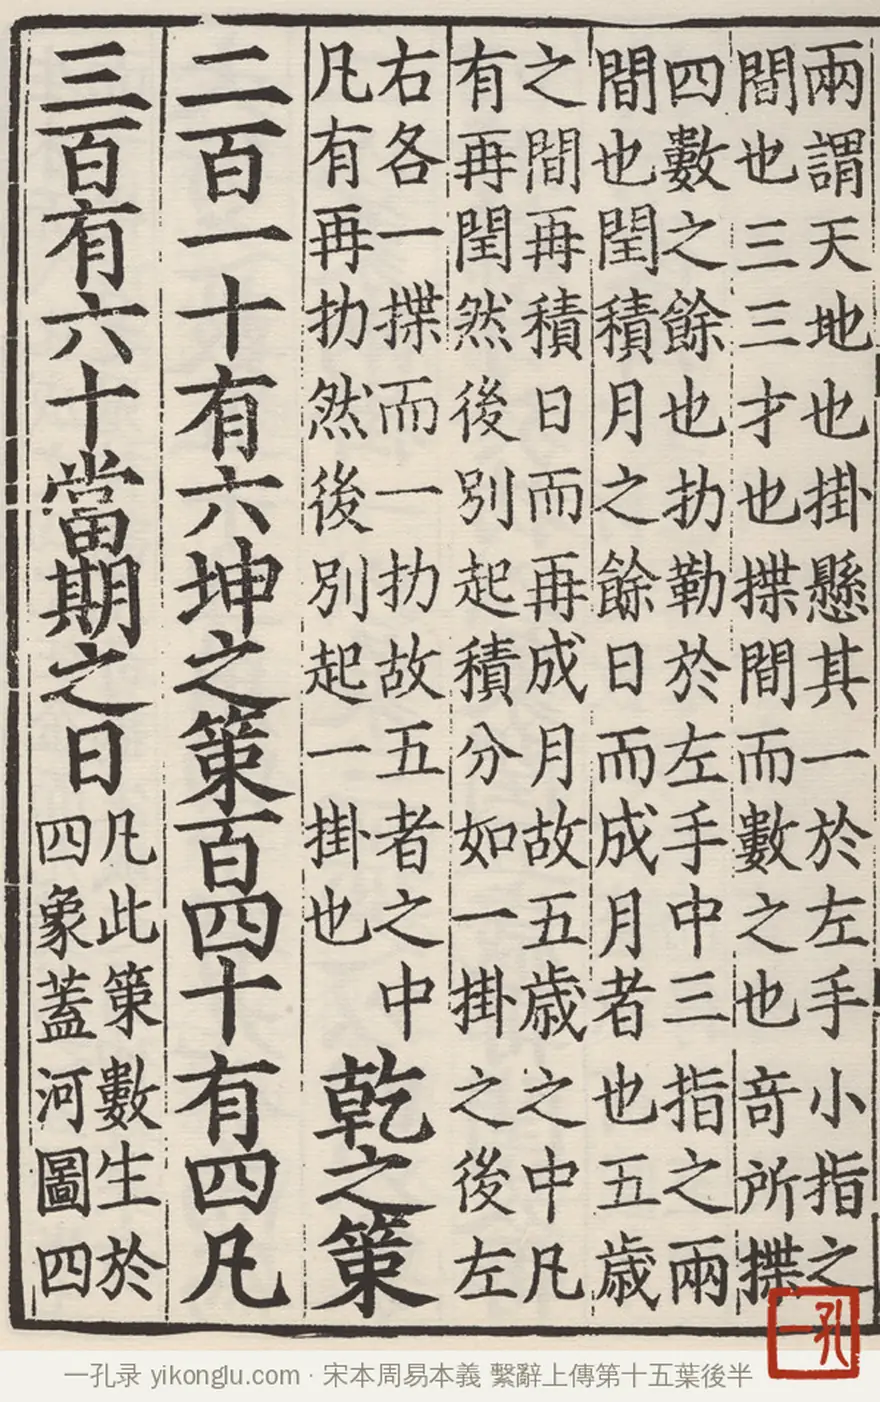 兩謂天地也掛懸其一於左手小指之
間也三三才也揲間而數之也竒所揲
四數之餘也扐勒於左手中三指之兩
間也閏積月之餘日而成月者也五歳
之間再積日而再成月故五歳之中凡
有再閏然後別起積分如一掛之後左
右各一揲而一扐故五者之中
凡有再扐然後別起一掛也
乾之策
二百一十有六坤之策百四十有四凡
三百有六十當期之日
凡此策數生於
四象蓋河圖四
一孔
一孔录 yikonglu.com · 宋本周易本義 繫辭上傳第十五葉後半